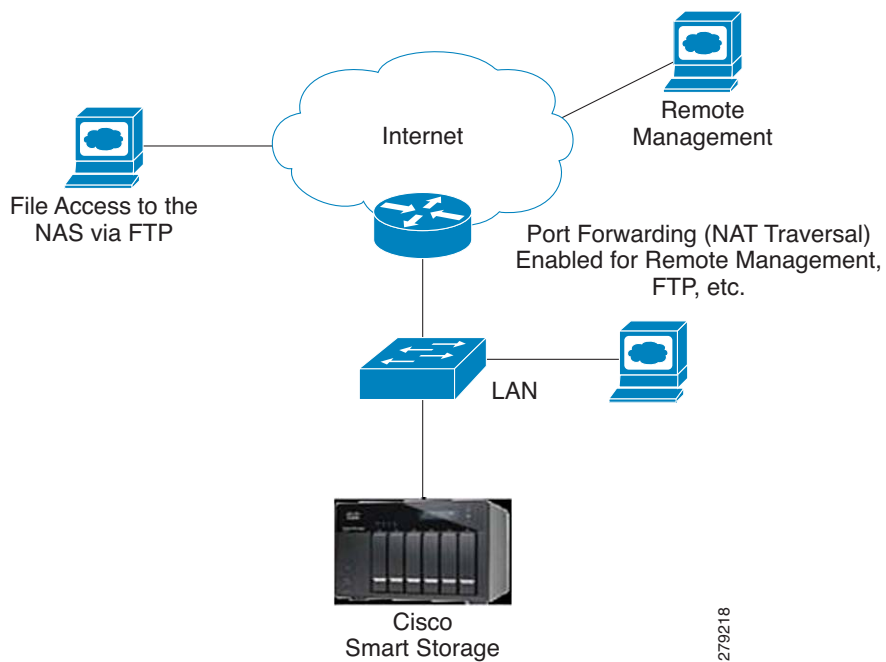 Internet
Remote
Management
File Access to the
NAS via FTP
Port Forwarding (NAT Traversal)
Enabled for Remote Management,
FTP, etc.
LAN
Cisco
Smart Storage
279218